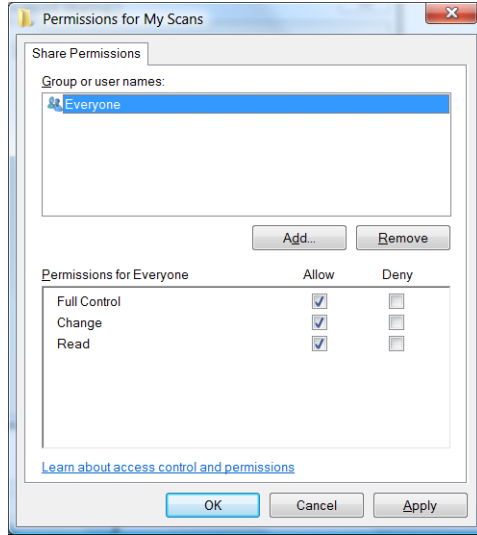 Permissions for My Scans
Share Permissions
Group or user names:
Everyone
Add... Remove
Permissions for Everyone Allow Deny
Full Control
Change
Read
Learn about access control and permissions
OK Cancel Apply